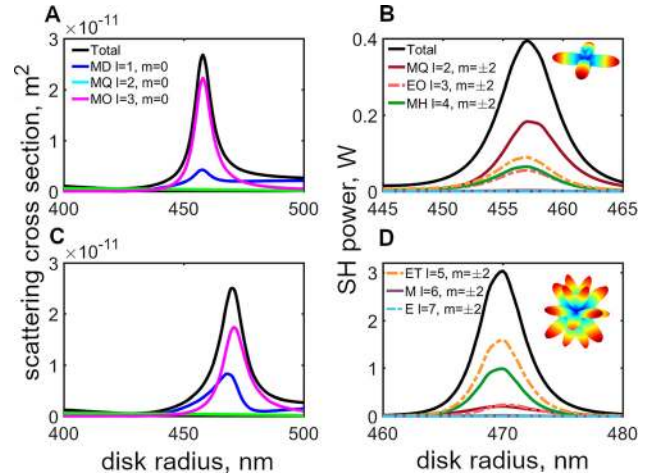 A
×10⁻¹¹
3
2
1
0
Total
MD l=1, m=0
MQ l=2, m=0
MO l=3, m=0
400
450
500
B
0.4
0.2
0
Total
MQ l=2, m=±2
EO l=3, m=±2
MH l=4, m=±2
445
450
455
460
465
scattering cross section, m²
SH power, W
C
×10⁻¹¹
3
2
1
0
400
450
500
disk radius, nm
D
3
2
1
0
ET l=5, m=±2
M l=6, m=±2
E l=7, m=±2
460
470
480
disk radius, nm